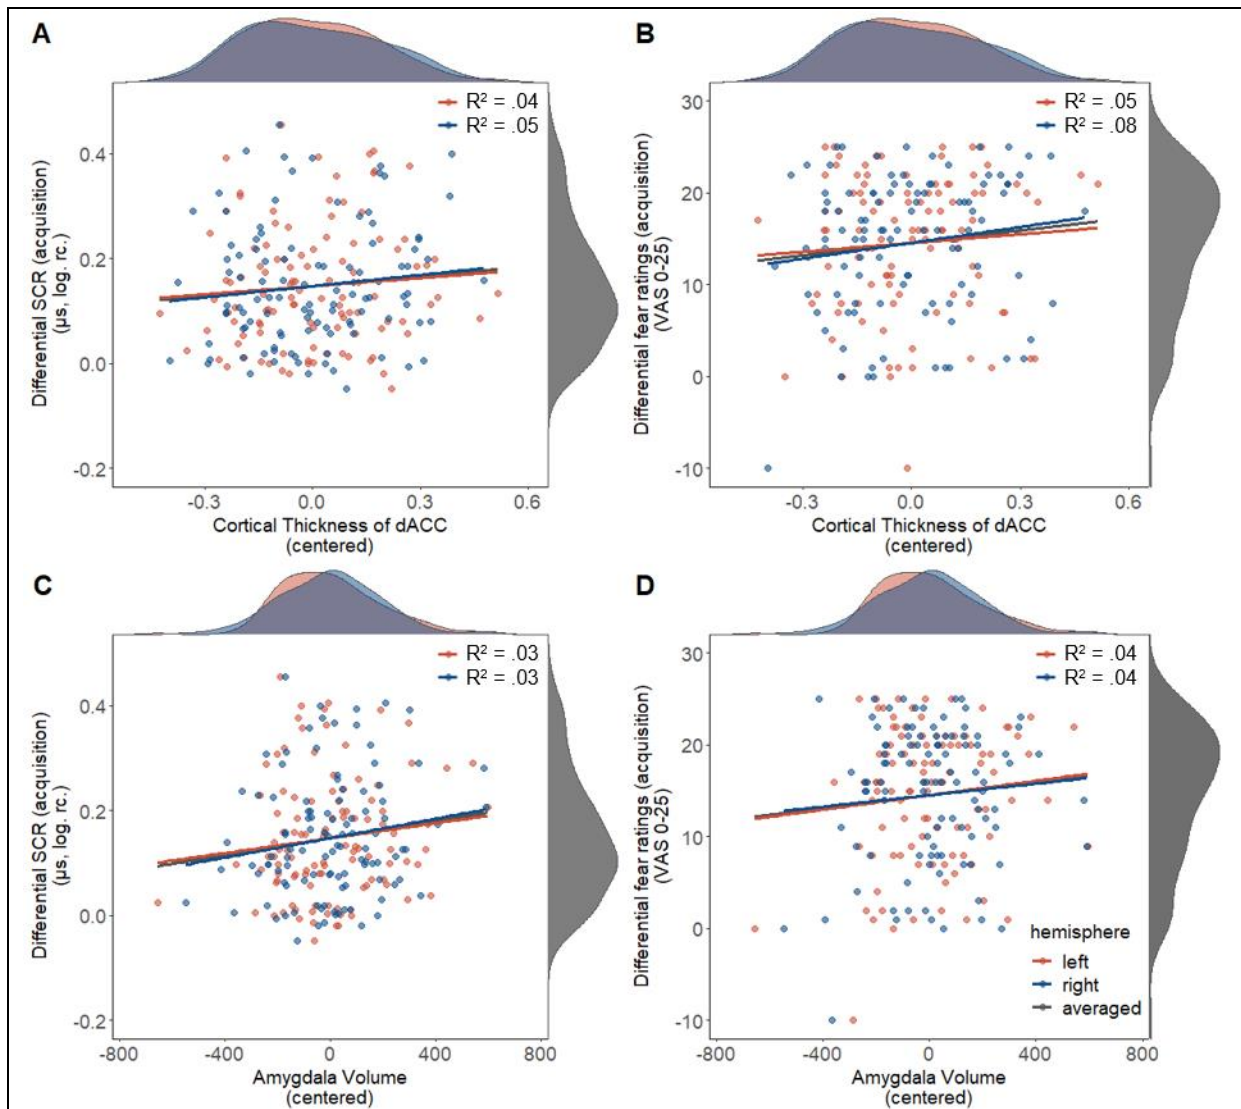 A
R² = .04
R² = .05
Differential SCR (acquisition)
(µs, log. rc.)
0.4
0.2
0.0
-0.2
-0.3
0.0
0.3
0.6
Cortical Thickness of dACC
(centered)
B
R² = .05
R² = .08
Differential fear ratings (acquisition)
(VAS 0-25)
30
20
10
0
-10
-0.3
0.0
0.3
0.6
Cortical Thickness of dACC
(centered)
C
R² = .03
R² = .03
Differential SCR (acquisition)
(µs, log. rc.)
0.4
0.2
0.0
-0.2
-800
-400
0
400
800
Amygdala Volume
(centered)
D
R² = .04
R² = .04
Differential fear ratings (acquisition)
(VAS 0-25)
30
20
10
0
-10
hemisphere
left
right
averaged
-800
-400
0
400
800
Amygdala Volume
(centered)